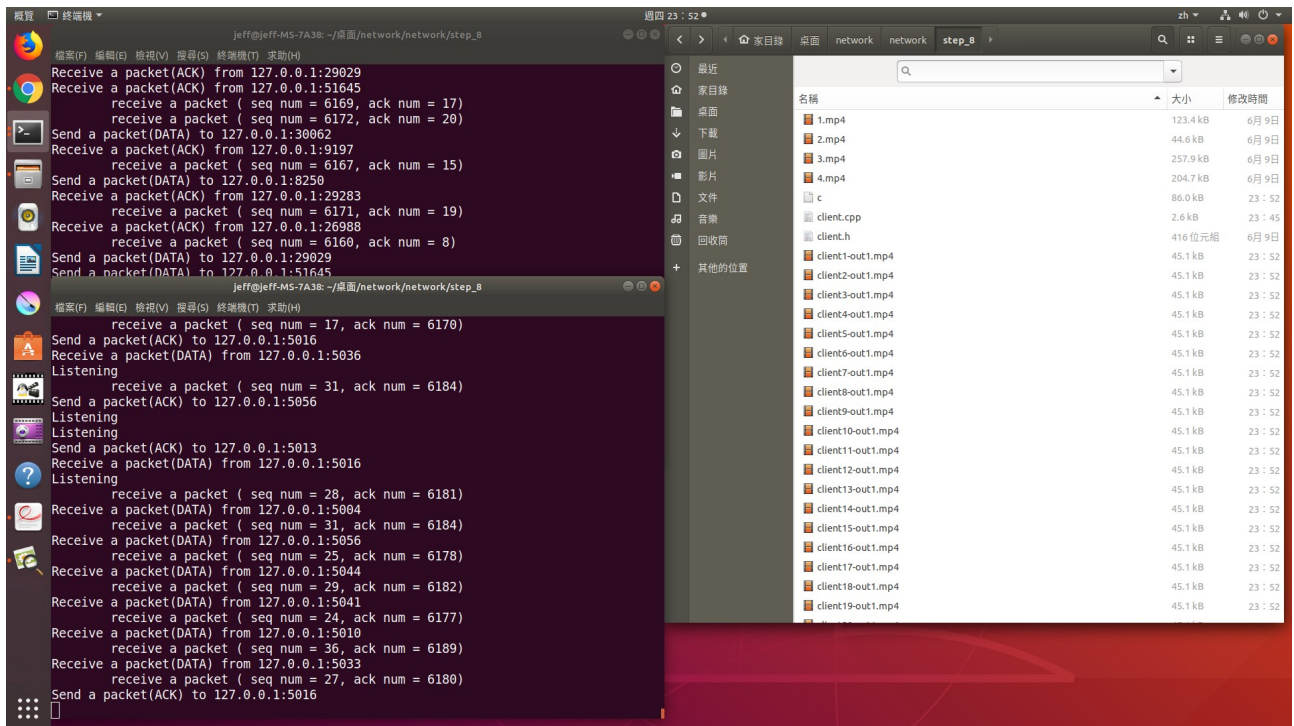 概覽 終端機 週四 23：52 zh
jeff@jeff-MS-7A38: ~/桌面/network/network/step_8
檔案(F) 編輯(E) 檢視(V) 搜尋(S) 終端機(T) 求助(H)
Receive a packet(ACK) from 127.0.0.1:29029
Receive a packet(ACK) from 127.0.0.1:51645
receive a packet ( seq num = 6169, ack num = 17)
receive a packet ( seq num = 6172, ack num = 20)
Send a packet(DATA) to 127.0.0.1:30062
Receive a packet(ACK) from 127.0.0.1:9197
receive a packet ( seq num = 6167, ack num = 15)
Send a packet(DATA) to 127.0.0.1:8250
Receive a packet(ACK) from 127.0.0.1:29283
receive a packet ( seq num = 6171, ack num = 19)
Receive a packet(ACK) from 127.0.0.1:26988
receive a packet ( seq num = 6160, ack num = 8)
Send a packet(DATA) to 127.0.0.1:29029
Send a packet(DATA) to 127.0.0.1:51645
jeff@jeff-MS-7A38: ~/桌面/network/network/step_8
檔案(F) 編輯(E) 檢視(V) 搜尋(S) 終端機(T) 求助(H)
receive a packet ( seq num = 17, ack num = 6170)
Send a packet(ACK) to 127.0.0.1:5016
Receive a packet(DATA) from 127.0.0.1:5036
Listening
receive a packet ( seq num = 31, ack num = 6184)
Send a packet(ACK) to 127.0.0.1:5056
Listening
Listening
Send a packet(ACK) to 127.0.0.1:5013
Receive a packet(DATA) from 127.0.0.1:5016
Listening
receive a packet ( seq num = 28, ack num = 6181)
Receive a packet(DATA) from 127.0.0.1:5004
receive a packet ( seq num = 31, ack num = 6184)
Receive a packet(DATA) from 127.0.0.1:5056
receive a packet ( seq num = 25, ack num = 6178)
Receive a packet(DATA) from 127.0.0.1:5044
receive a packet ( seq num = 29, ack num = 6182)
Receive a packet(DATA) from 127.0.0.1:5041
receive a packet ( seq num = 24, ack num = 6177)
Receive a packet(DATA) from 127.0.0.1:5010
receive a packet ( seq num = 36, ack num = 6189)
Receive a packet(DATA) from 127.0.0.1:5033
receive a packet ( seq num = 27, ack num = 6180)
Send a packet(ACK) to 127.0.0.1:5016
家目錄 桌面 network network step_8
最近
家目錄
桌面
下載
圖片
影片
文件
音樂
回收筒
+ 其他的位置
名稱 大小 修改時間
1.mp4 123.4 kB 6月 9日
2.mp4 44.6 kB 6月 9日
3.mp4 257.9 kB 6月 9日
4.mp4 204.7 kB 6月 9日
c 86.0 kB 23：52
client.cpp 2.6 kB 23：45
client.h 416 位元組 6月 9日
client1-out1.mp4 45.1 kB 23：52
client2-out1.mp4 45.1 kB 23：52
client3-out1.mp4 45.1 kB 23：52
client4-out1.mp4 45.1 kB 23：52
client5-out1.mp4 45.1 kB 23：52
client6-out1.mp4 45.1 kB 23：52
client7-out1.mp4 45.1 kB 23：52
client8-out1.mp4 45.1 kB 23：52
client9-out1.mp4 45.1 kB 23：52
client10-out1.mp4 45.1 kB 23：52
client11-out1.mp4 45.1 kB 23：52
client12-out1.mp4 45.1 kB 23：52
client13-out1.mp4 45.1 kB 23：52
client14-out1.mp4 45.1 kB 23：52
client15-out1.mp4 45.1 kB 23：52
client16-out1.mp4 45.1 kB 23：52
client17-out1.mp4 45.1 kB 23：52
client18-out1.mp4 45.1 kB 23：52
client19-out1.mp4 45.1 kB 23：52